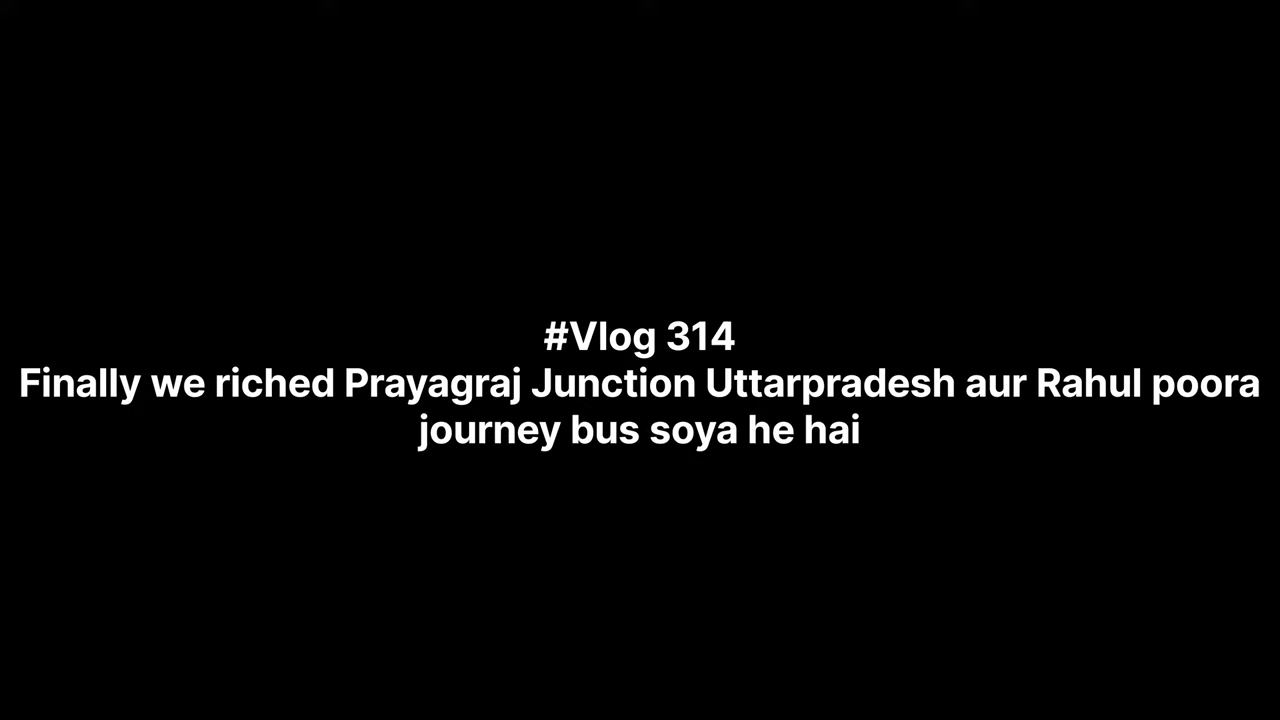 #Vlog 314
Finally we riched Prayagraj Junction Uttarpradesh aur Rahul poora
journey bus soya he hai